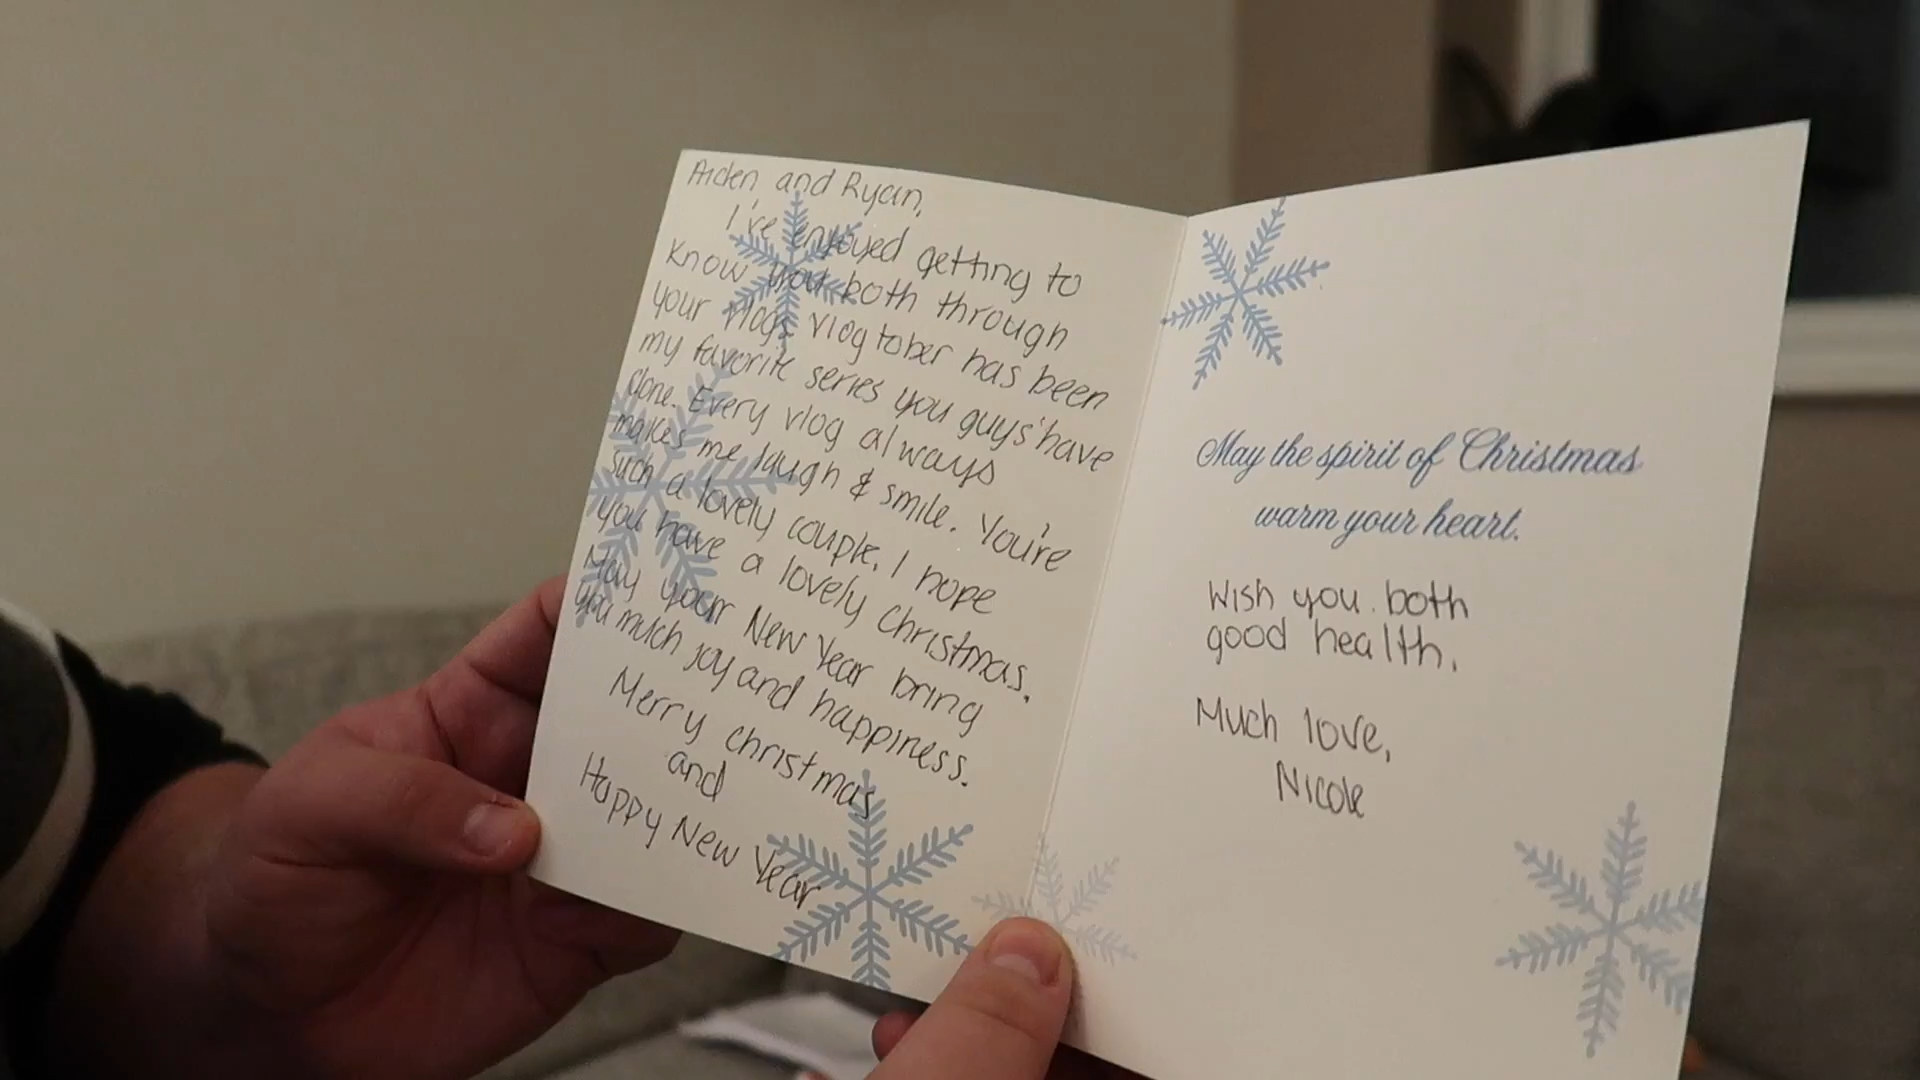 Aiden and Ryan,
I've enjoyed getting to
know you both through
your vlogs. Vlogtober has been
my favorite series you guys' have
done. Every vlog always
makes me laugh & smile. You're
such a lovely couple. I hope
you have a lovely christmas.
May your New Year bring
you much joy and happiness.
Merry christmas
and
Happy New Year
May the spirit of Christmas
warm your heart.
Wish you both
good health.
Much love,
Nicole